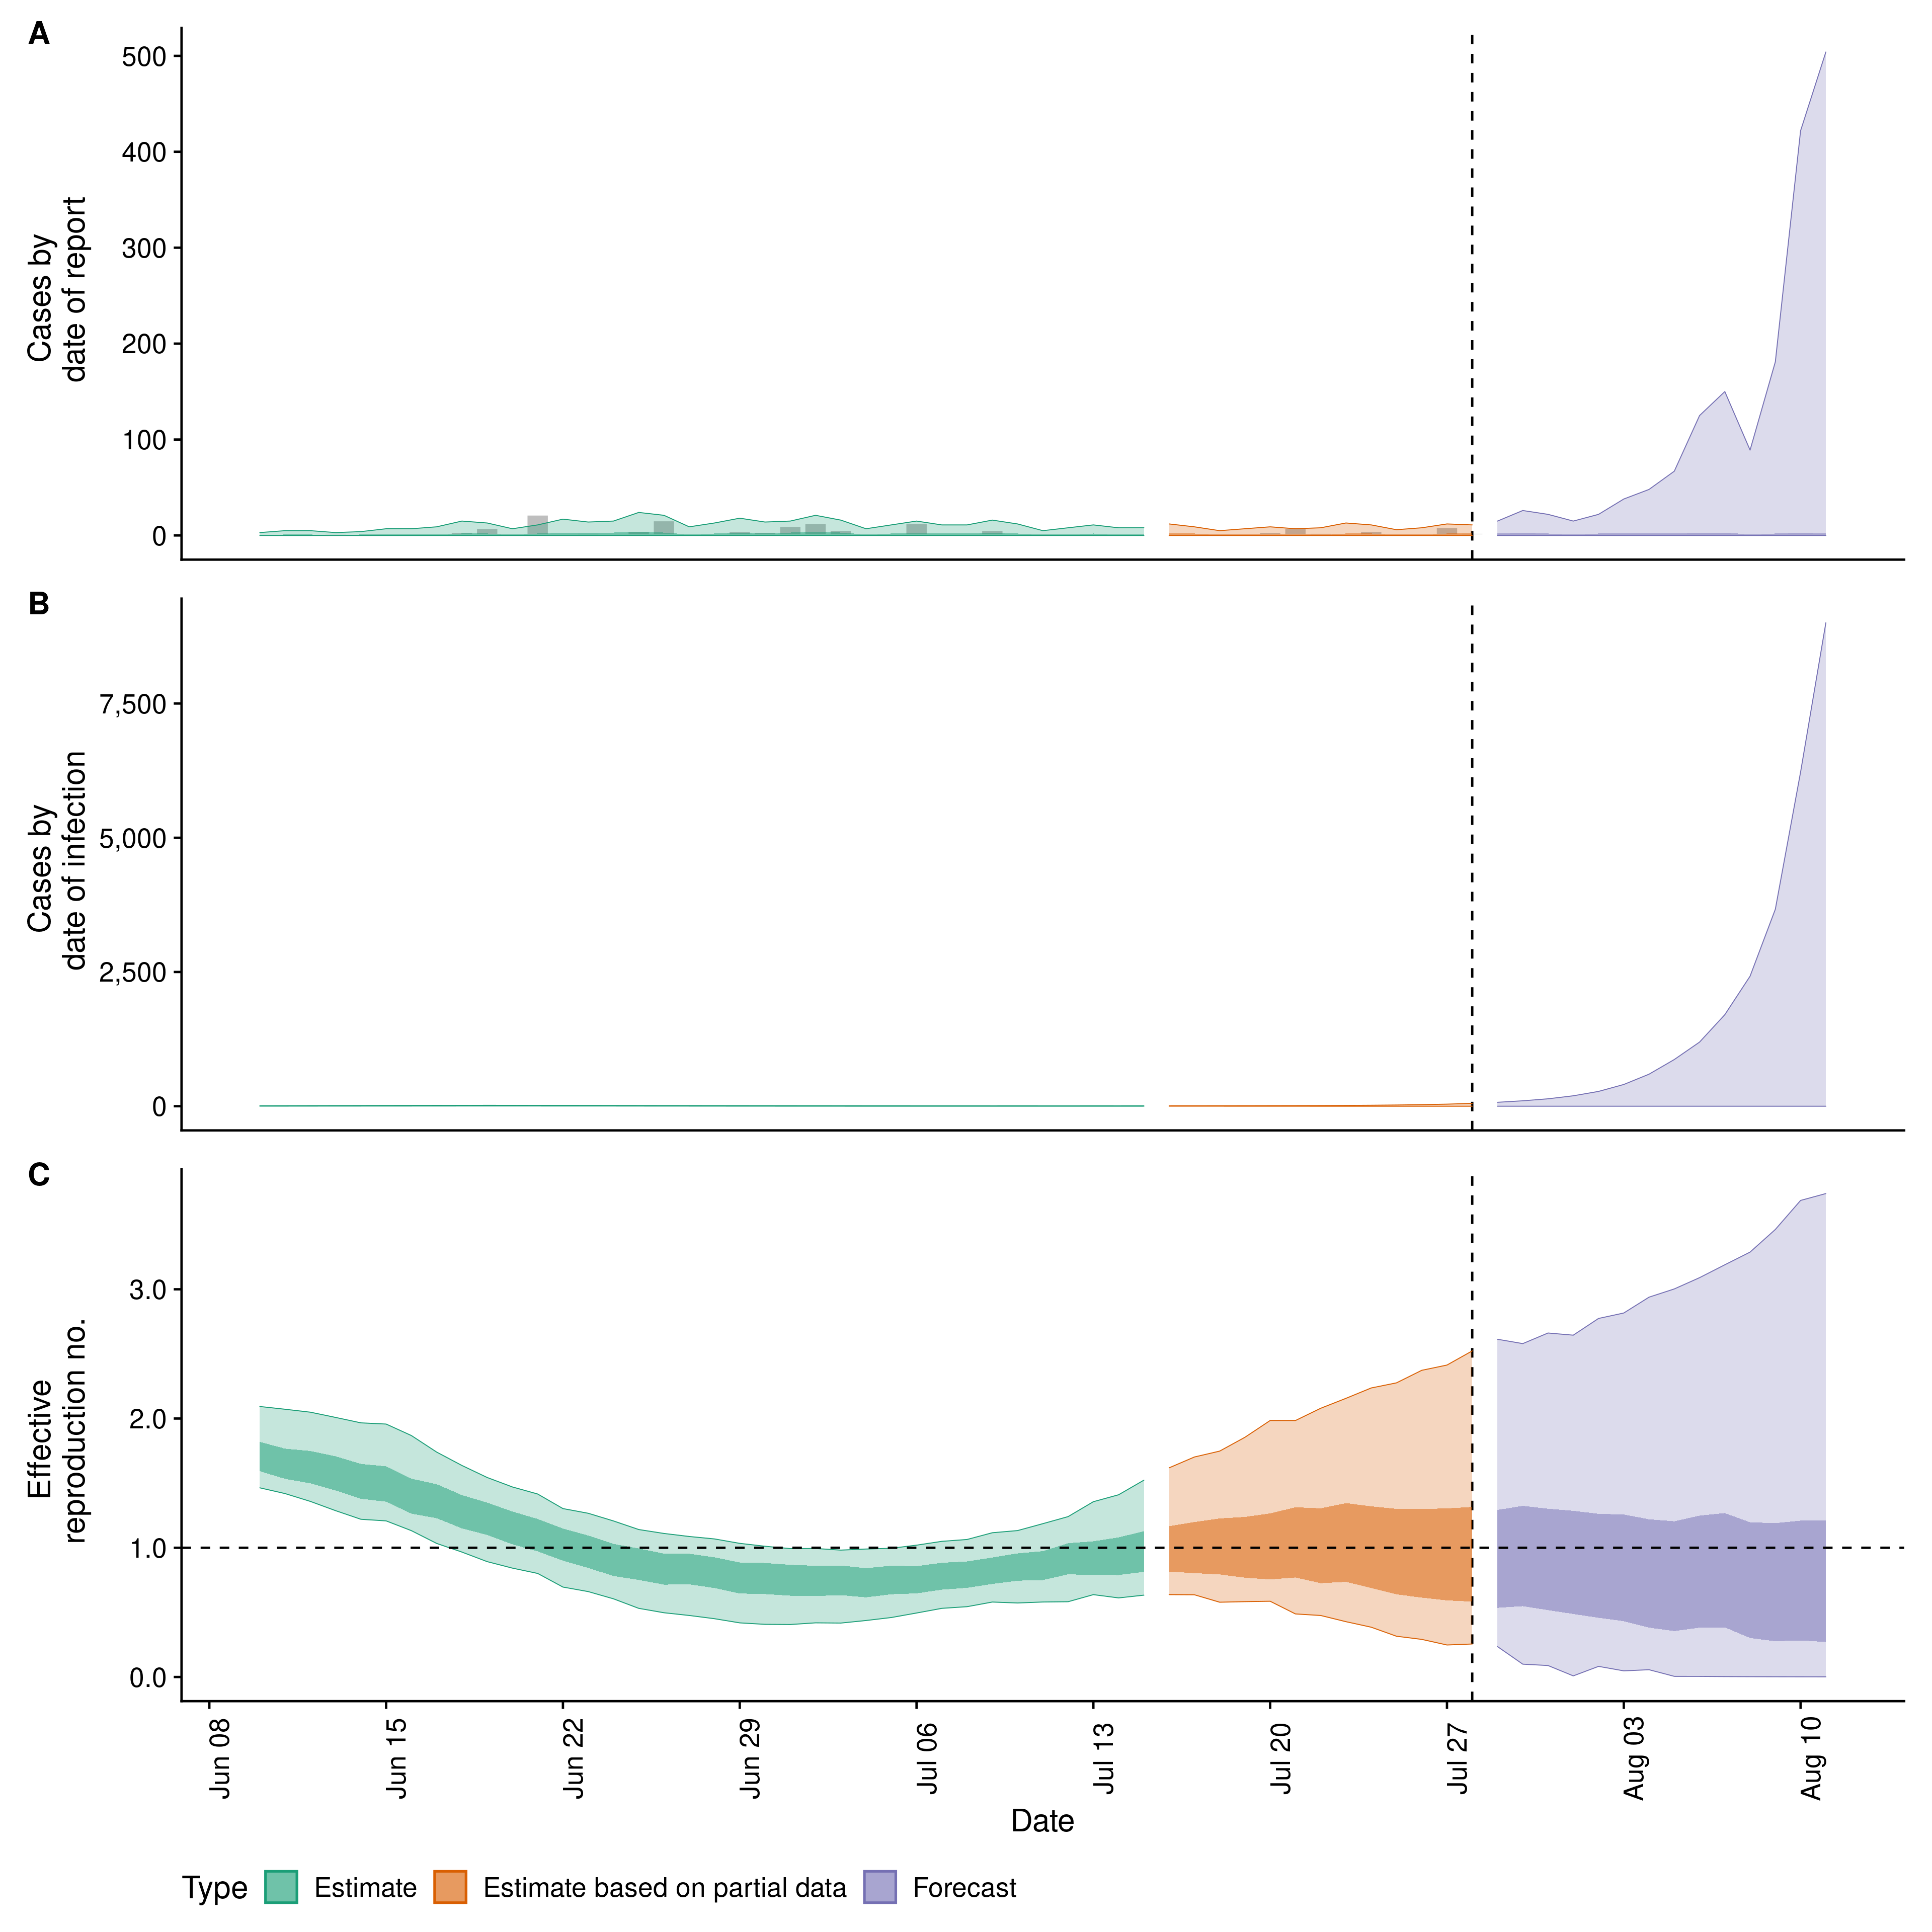 A
500
400
300
200
100
0
Cases by
date of report
B
7,500
5,000
2,500
0
Cases by
date of infection
C
3.0
2.0
1.0
0.0
Effective
reproduction no.
Jun 08
Jun 15
Jun 22
Jun 29
Jul 06
Jul 13
Jul 20
Jul 27
Aug 03
Aug 10
Date
Type Estimate Estimate based on partial data Forecast